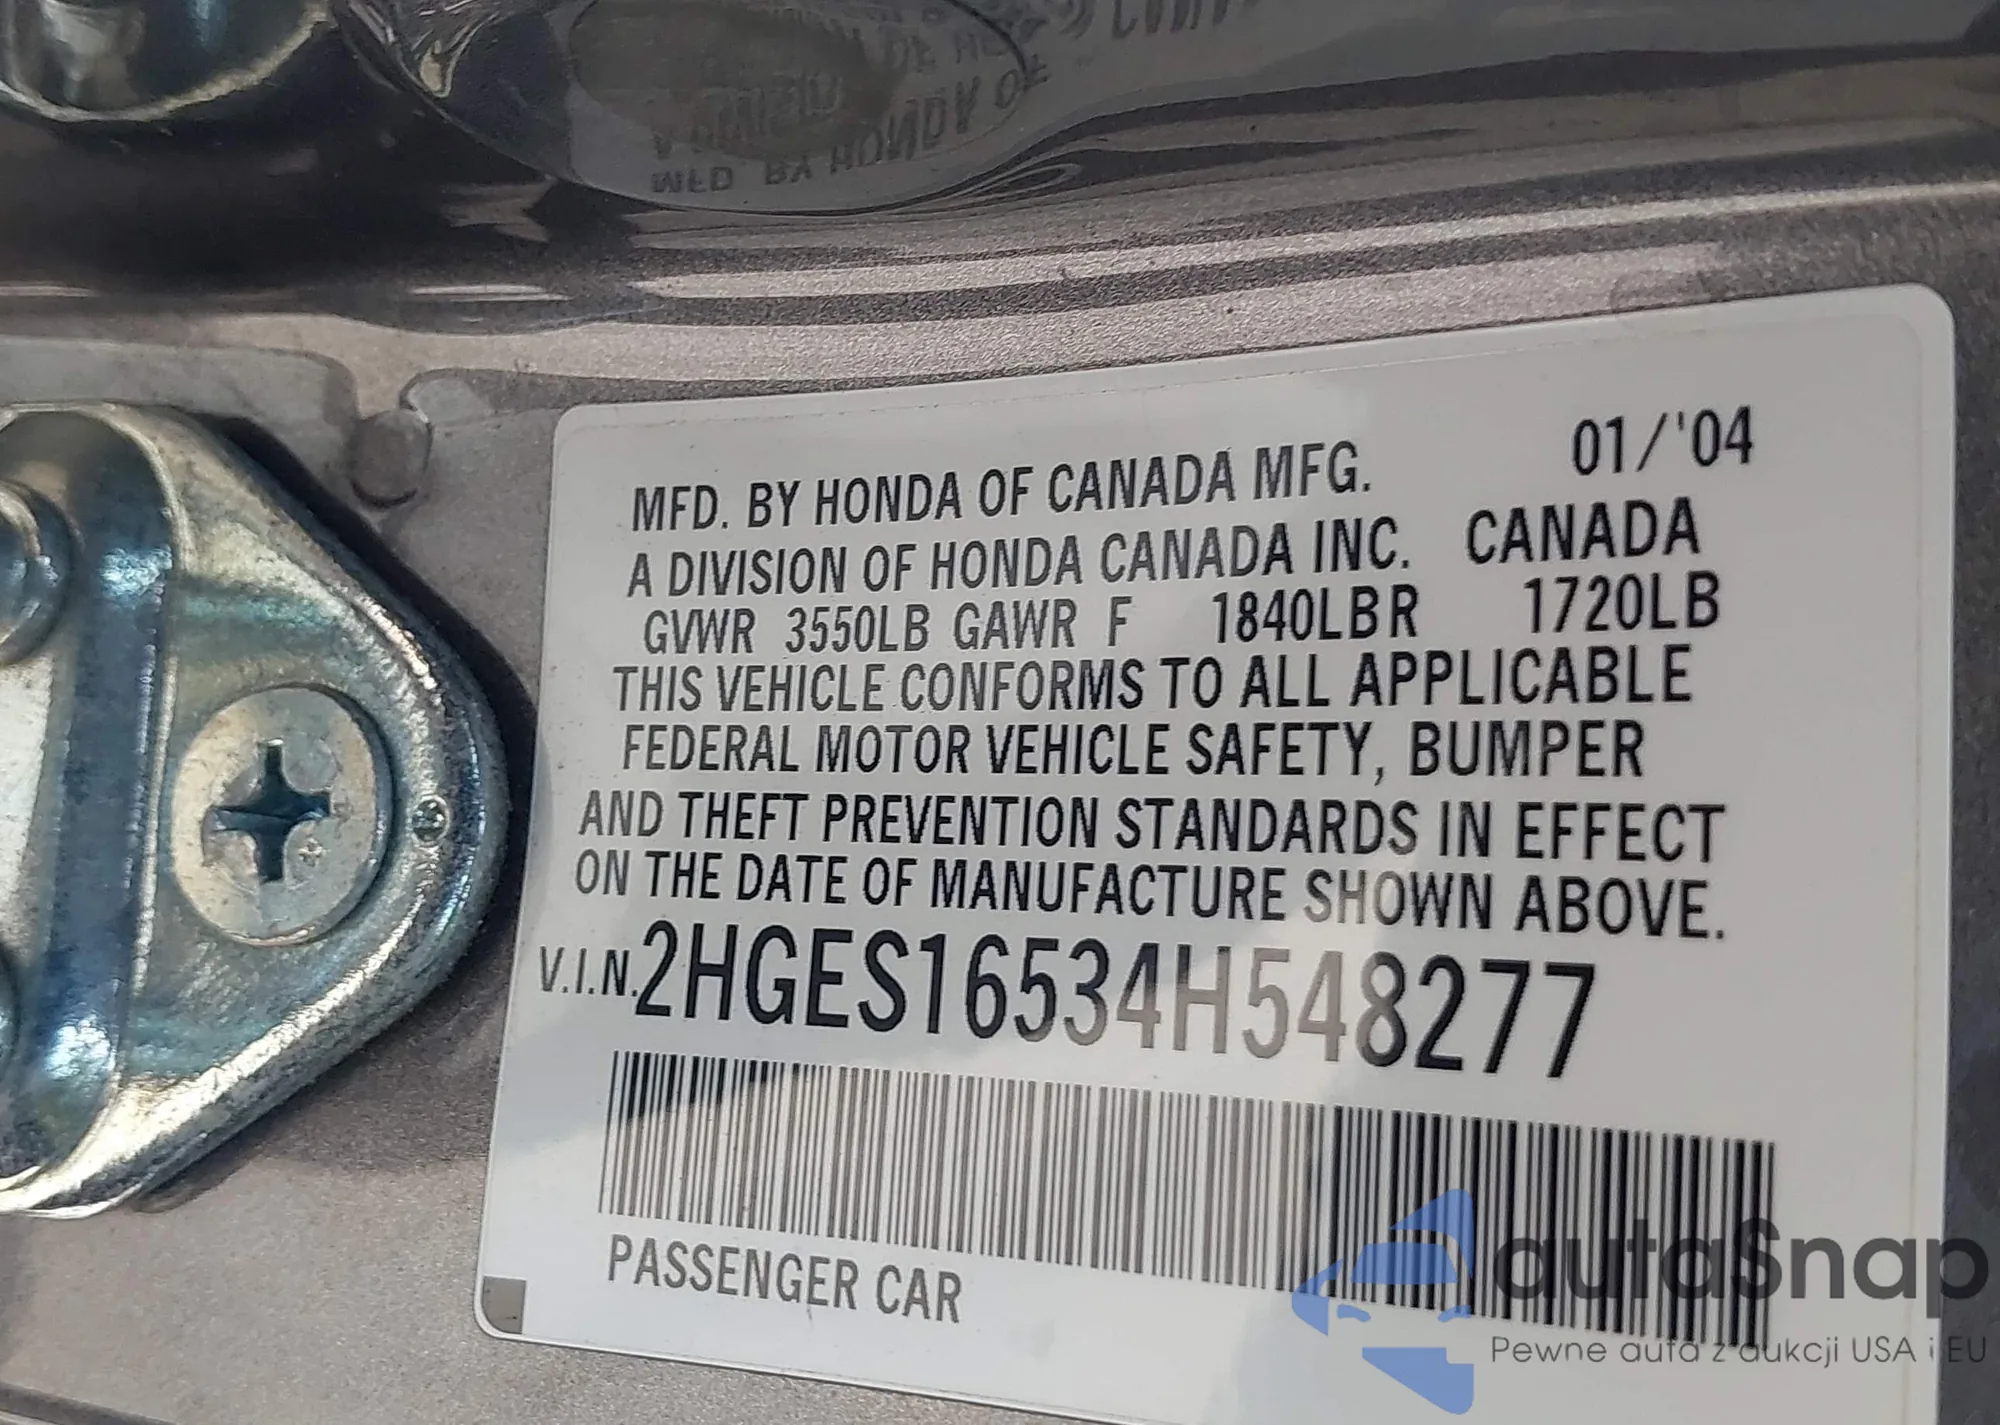 MFD. BY HONDA OF CANADA MFG. 01/'04
A DIVISION OF HONDA CANADA INC. CANADA
GVWR 3550LB GAWR F 1840LBR 1720LB
THIS VEHICLE CONFORMS TO ALL APPLICABLE
FEDERAL MOTOR VEHICLE SAFETY, BUMPER
AND THEFT PREVENTION STANDARDS IN EFFECT
ON THE DATE OF MANUFACTURE SHOWN ABOVE.
V.I.N. 2HGES16534H548277
PASSENGER CAR
autaSnap
Pewne auta z aukcji USA i EU